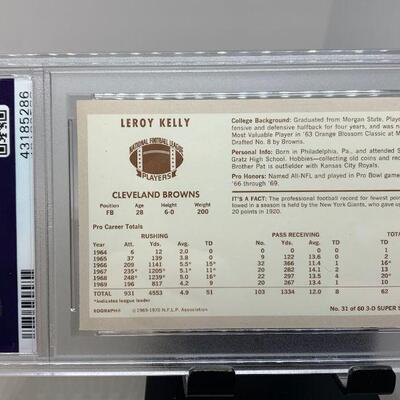 43185286
LEROY KELLY
NATIONAL FOOTBALL LEAGUE
PLAYERS
CLEVELAND BROWNS
Position Age Height Weight
FB 28 6-0 200
College Background: Graduated from Morgan State. Play
fensive and defensive halfback for four years, and was n
Most Valuable Player in '63 Orange Blossom Classic at M
Drafted No. 8 by Browns.
Personal Info: Born in Philadelphia, Pa., and attended S
Gratz High School. Hobbies—collecting old coins and reco
Brother Pat is outfielder with Kansas City Royals.
Pro Honors: Named All-NFL and played in Pro Bowl game
'66 through '69.
IT'S A FACT: The professional football record for fewest point
lowed in a season is held by the New York Giants, who gave up
20 points in 1920.
Pro Career Totals
RUSHING PASS RECEIVING TOTA
Year Att. Yds. Avg. TD No. Yds. Avg. TD
1964 6 12 2.0 0 0 0 0 0
1965 37 139 3.8 0 9 122 13.6 0
1966 209 1141 5.5* 15* 32 366 11.4 1
1967 235* 1205* 5.1* 11* 20 282 14.1 2
1968 248* 1239* 5.0 16* 22 297 13.5 4
1969 196 817 4.2 9 20 267 13.4 1
TOTAL 931 4553 4.9 51 103 1334 12.9 8 6
*Indicates league leader
XOGRAPH® © 1969-1970 N.F.L.P. Association
No. 31 of 60 3-D SUPER S